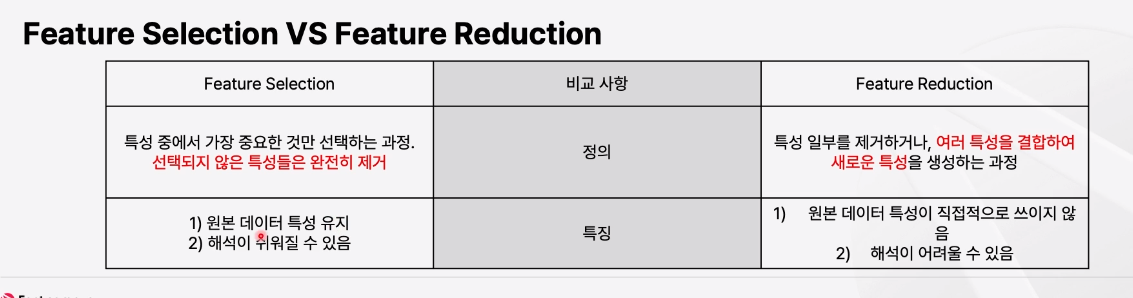 Feature Selection VS Feature Reduction
Feature Selection
비교 사항
Feature Reduction
특성 중에서 가장 중요한 것만 선택하는 과정.
선택되지 않은 특성들은 완전히 제거
정의
특성 일부를 제거하거나, 여러 특성을 결합하여
새로운 특성을 생성하는 과정
1) 원본 데이터 특성 유지
2) 해석이 쉬워질 수 있음
특징
1) 원본 데이터 특성이 직접적으로 쓰이지 않
음
2) 해석이 어려울 수 있음